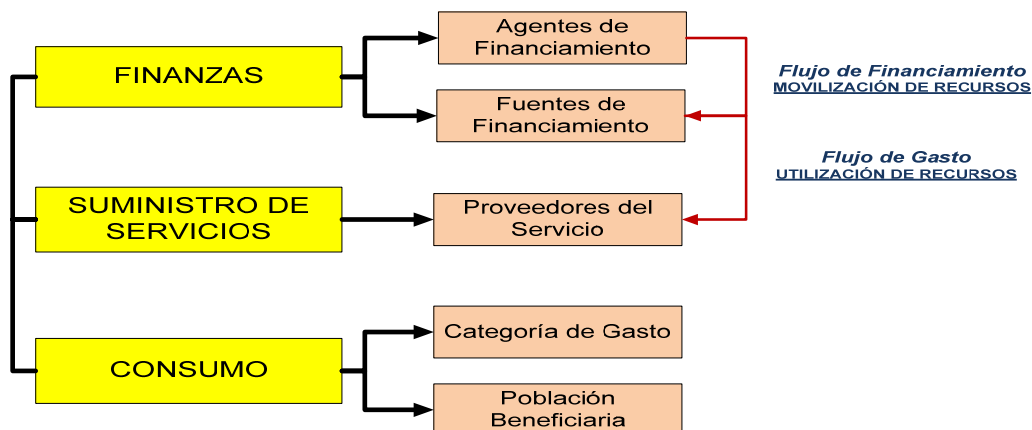 FINANZAS
Agentes de
Financiamiento
Fuentes de
Financiamiento
Flujo de Financiamiento
MOVILIZACIÓN DE RECURSOS
Flujo de Gasto
UTILIZACIÓN DE RECURSOS
SUMINISTRO DE
SERVICIOS
Proveedores del
Servicio
CONSUMO
Categoría de Gasto
Población
Beneficiaria